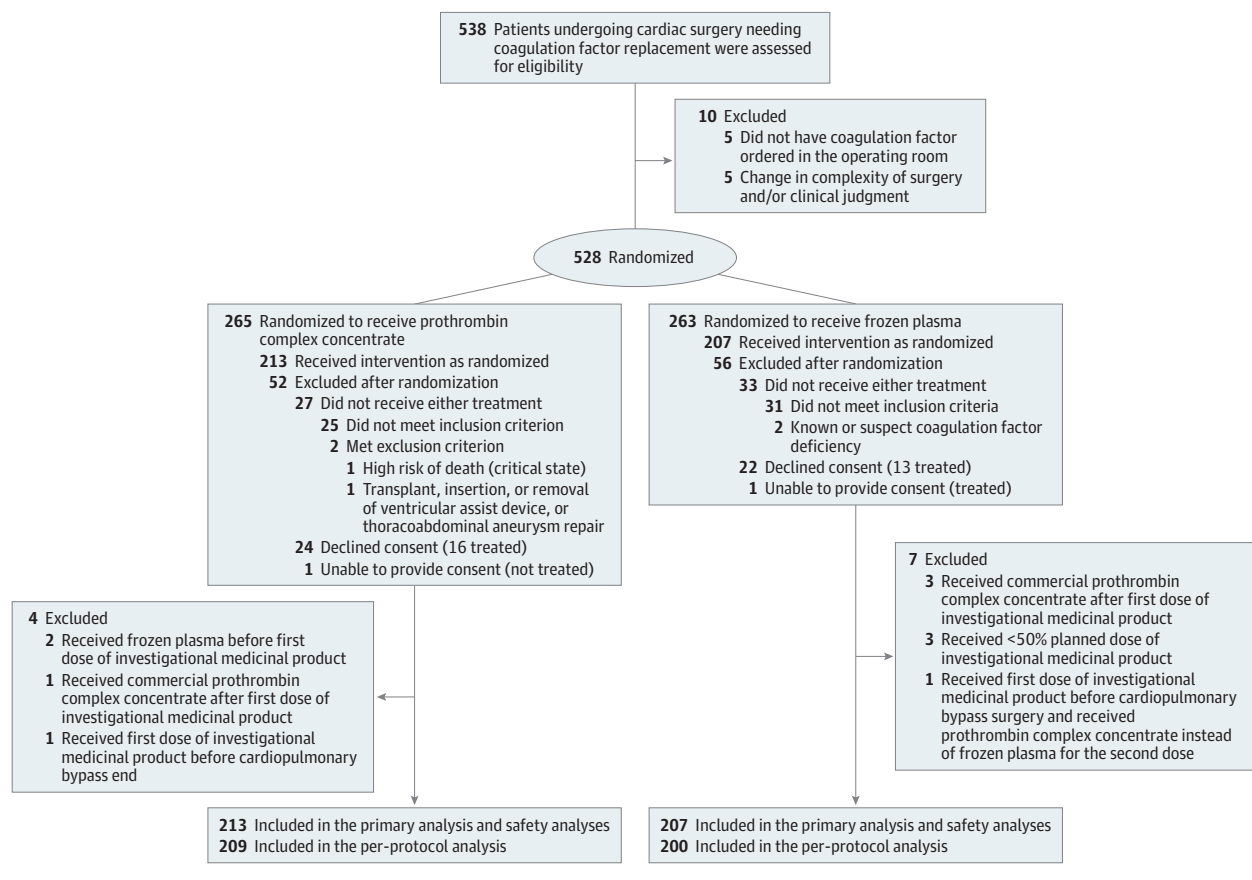 538 Patients undergoing cardiac surgery needing
coagulation factor replacement were assessed
for eligibility
10 Excluded
5 Did not have coagulation factor
ordered in the operating room
5 Change in complexity of surgery
and/or clinical judgment
528 Randomized
265 Randomized to receive prothrombin
complex concentrate
213 Received intervention as randomized
52 Excluded after randomization
27 Did not receive either treatment
25 Did not meet inclusion criterion
2 Met exclusion criterion
1 High risk of death (critical state)
1 Transplant, insertion, or removal
of ventricular assist device, or
thoracoabdominal aneurysm repair
24 Declined consent (16 treated)
1 Unable to provide consent (not treated)
263 Randomized to receive frozen plasma
207 Received intervention as randomized
56 Excluded after randomization
33 Did not receive either treatment
31 Did not meet inclusion criteria
2 Known or suspect coagulation factor
deficiency
22 Declined consent (13 treated)
1 Unable to provide consent (treated)
4 Excluded
2 Received frozen plasma before first
dose of investigational medicinal product
1 Received commercial prothrombin
complex concentrate after first dose of
investigational medicinal product
1 Received first dose of investigational
medicinal product before cardiopulmonary
bypass end
7 Excluded
3 Received commercial prothrombin
complex concentrate after first dose of
investigational medicinal product
3 Received <50% planned dose of
investigational medicinal product
1 Received first dose of investigational
medicinal product before cardiopulmonary
bypass surgery and received
prothrombin complex concentrate instead
of frozen plasma for the second dose
213 Included in the primary analysis and safety analyses
209 Included in the per-protocol analysis
207 Included in the primary analysis and safety analyses
200 Included in the per-protocol analysis